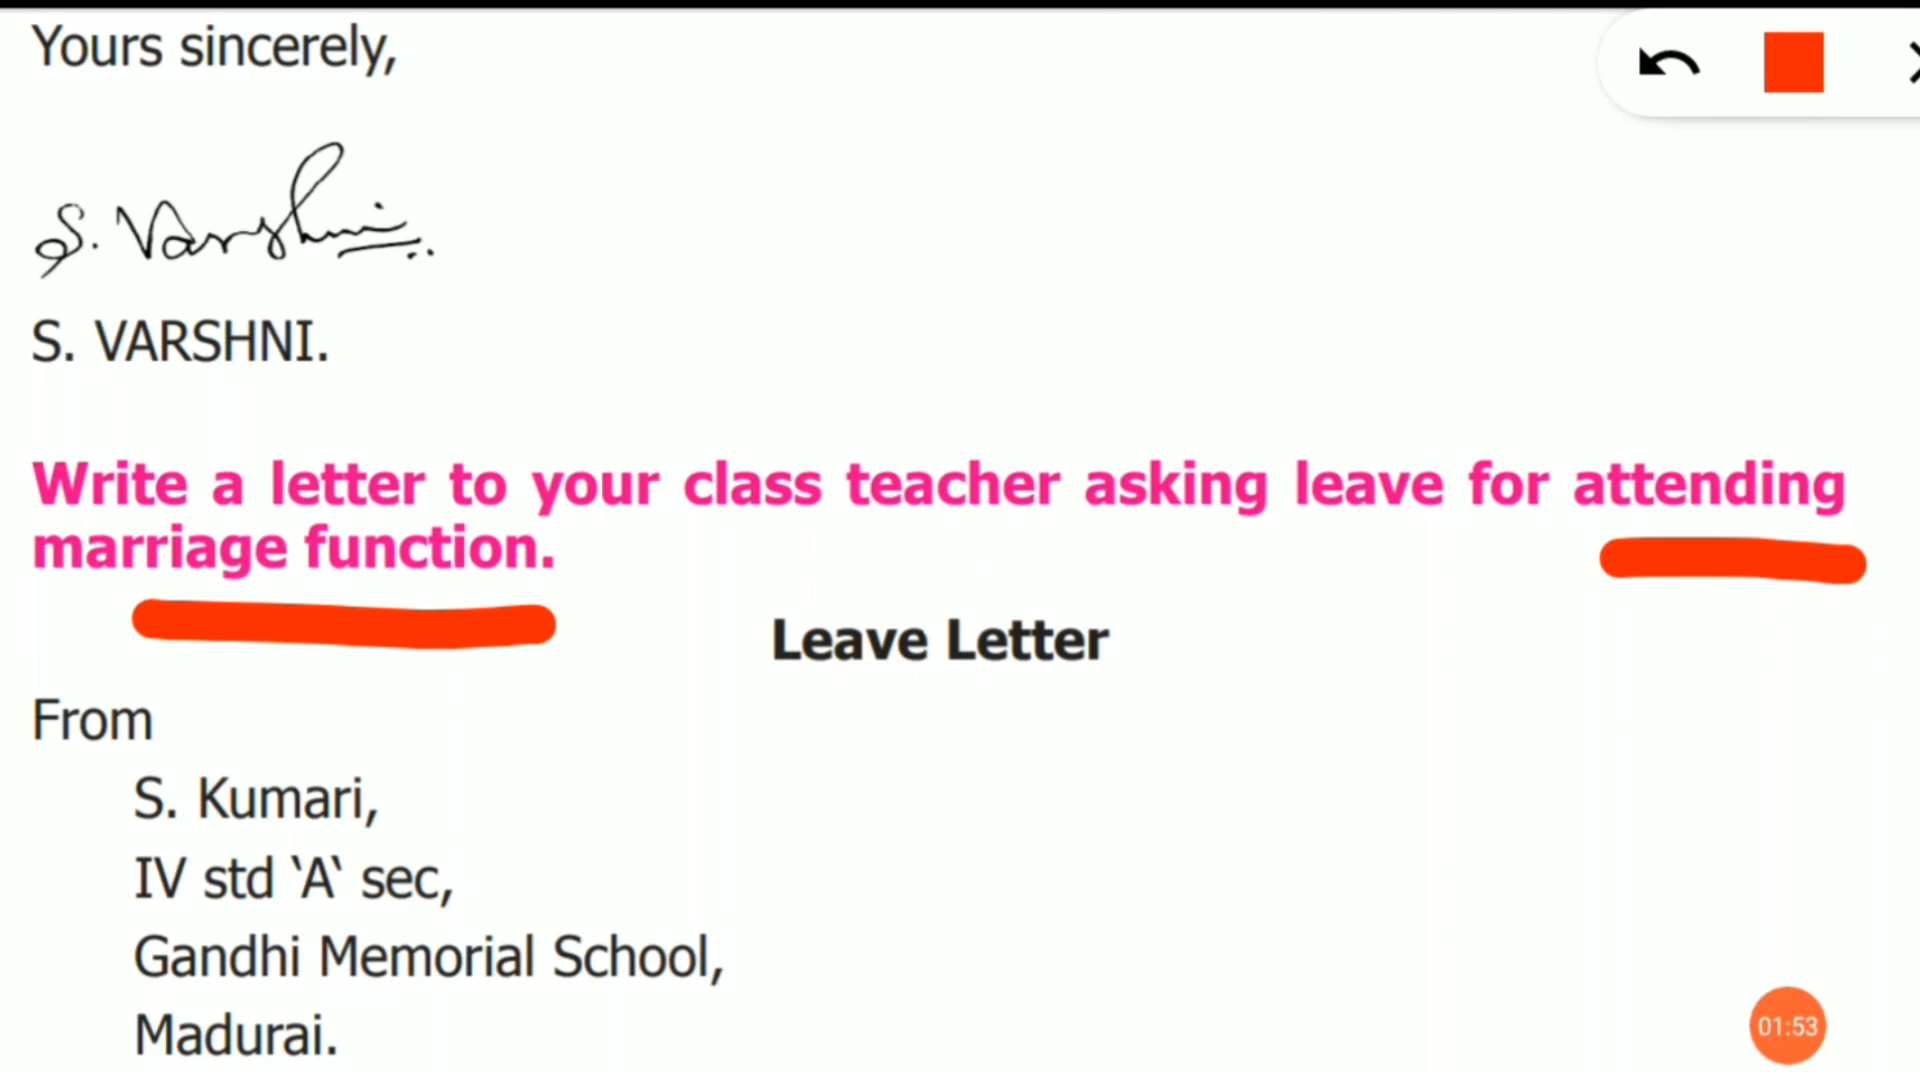 Yours sincerely,
S. Varshni
S. VARSHNI.
Write a letter to your class teacher asking leave for attending
marriage function.
Leave Letter
From
S. Kumari,
IV std ‘A‘ sec,
Gandhi Memorial School,
Madurai.
01:53